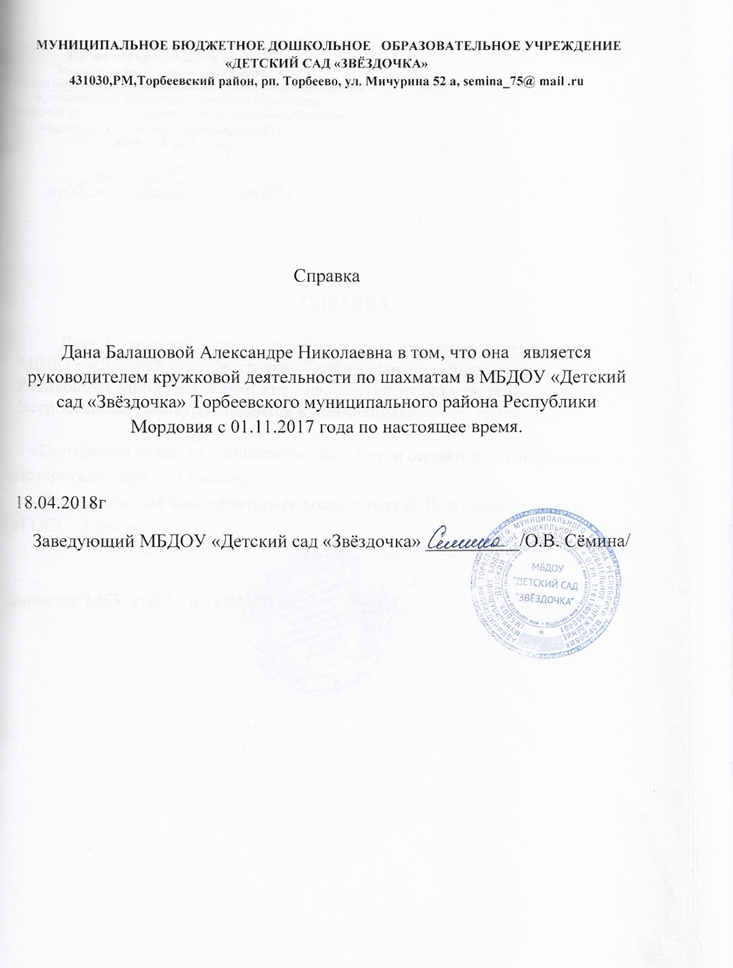 МУНИЦИПАЛЬНОЕ БЮДЖЕТНОЕ ДОШКОЛЬНОЕ ОБРАЗОВАТЕЛЬНОЕ УЧРЕЖДЕНИЕ
«ДЕТСКИЙ САД «ЗВЁЗДОЧКА»
431030,РМ,Торбеевский район, рп. Торбеево, ул. Мичурина 52 а, semina_75@ mail .ru
Справка
Дана Балашовой Александре Николаевна в том, что она является
руководителем кружковой деятельности по шахматам в МБДОУ «Детский
сад «Звёздочка» Торбеевского муниципального района Республики
Мордовия с 01.11.2017 года по настоящее время.
18.04.2018г
Заведующий МБДОУ «Детский сад «Звёздочка» Семина /О.В. Сёмина/
МБДОУ
"ДЕТСКИЙ САД
"ЗВЁЗДОЧКА"